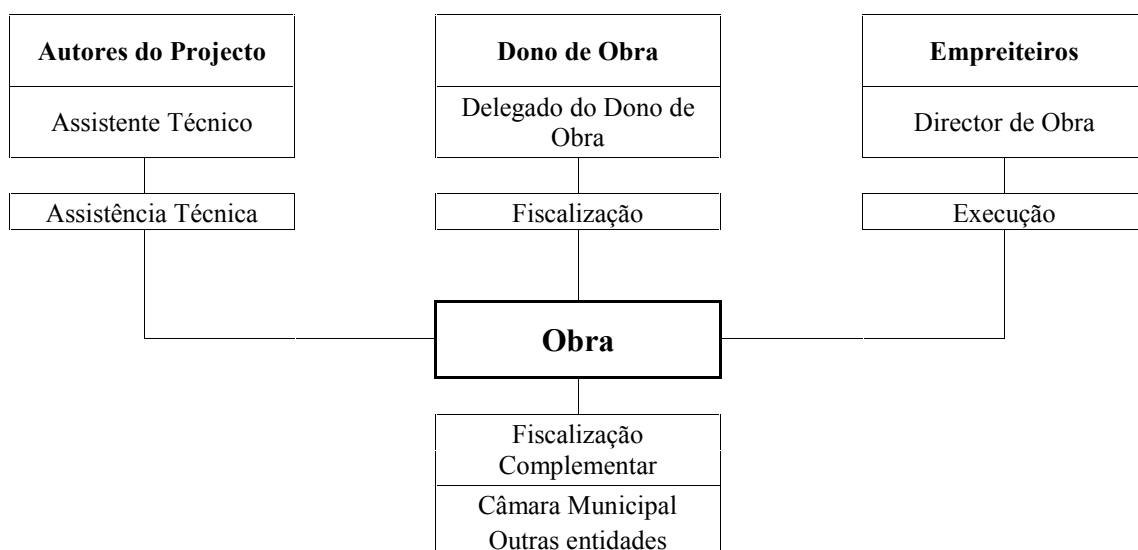 Autores do Projecto
Dono de Obra
Empreiteiros
Assistente Técnico
Delegado do Dono de
Obra
Director de Obra
Assistência Técnica
Fiscalização
Execução
Obra
Fiscalização
Complementar
Câmara Municipal
Outras entidades